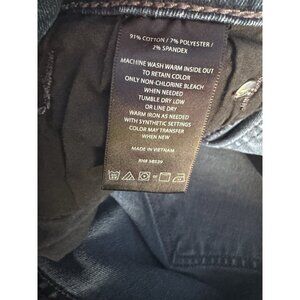 91% COTTON / 7% POLYESTER /
2% SPANDEX
MACHINE WASH WARM INSIDE OUT
TO RETAIN COLOR
ONLY NON-CHLORINE BLEACH
WHEN NEEDED
TUMBLE DRY LOW
OR LINE DRY
WARM IRON AS NEEDED
WITH SYNTHETIC SETTINGS
COLOR MAY TRANSFER
WHEN NEW
MADE IN VIETNAM
RN# 58539